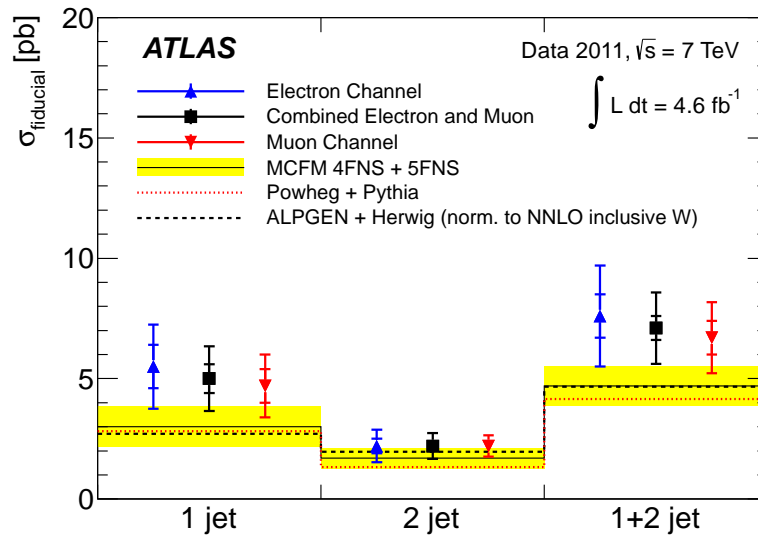 ATLAS
Data 2011, √s = 7 TeV
∫ L dt = 4.6 fb⁻¹
Electron Channel
Combined Electron and Muon
Muon Channel
MCFM 4FNS + 5FNS
Powheg + Pythia
ALPGEN + Herwig (norm. to NNLO inclusive W)
σfiducial [pb]
20
15
10
5
0
1 jet 2 jet 1+2 jet